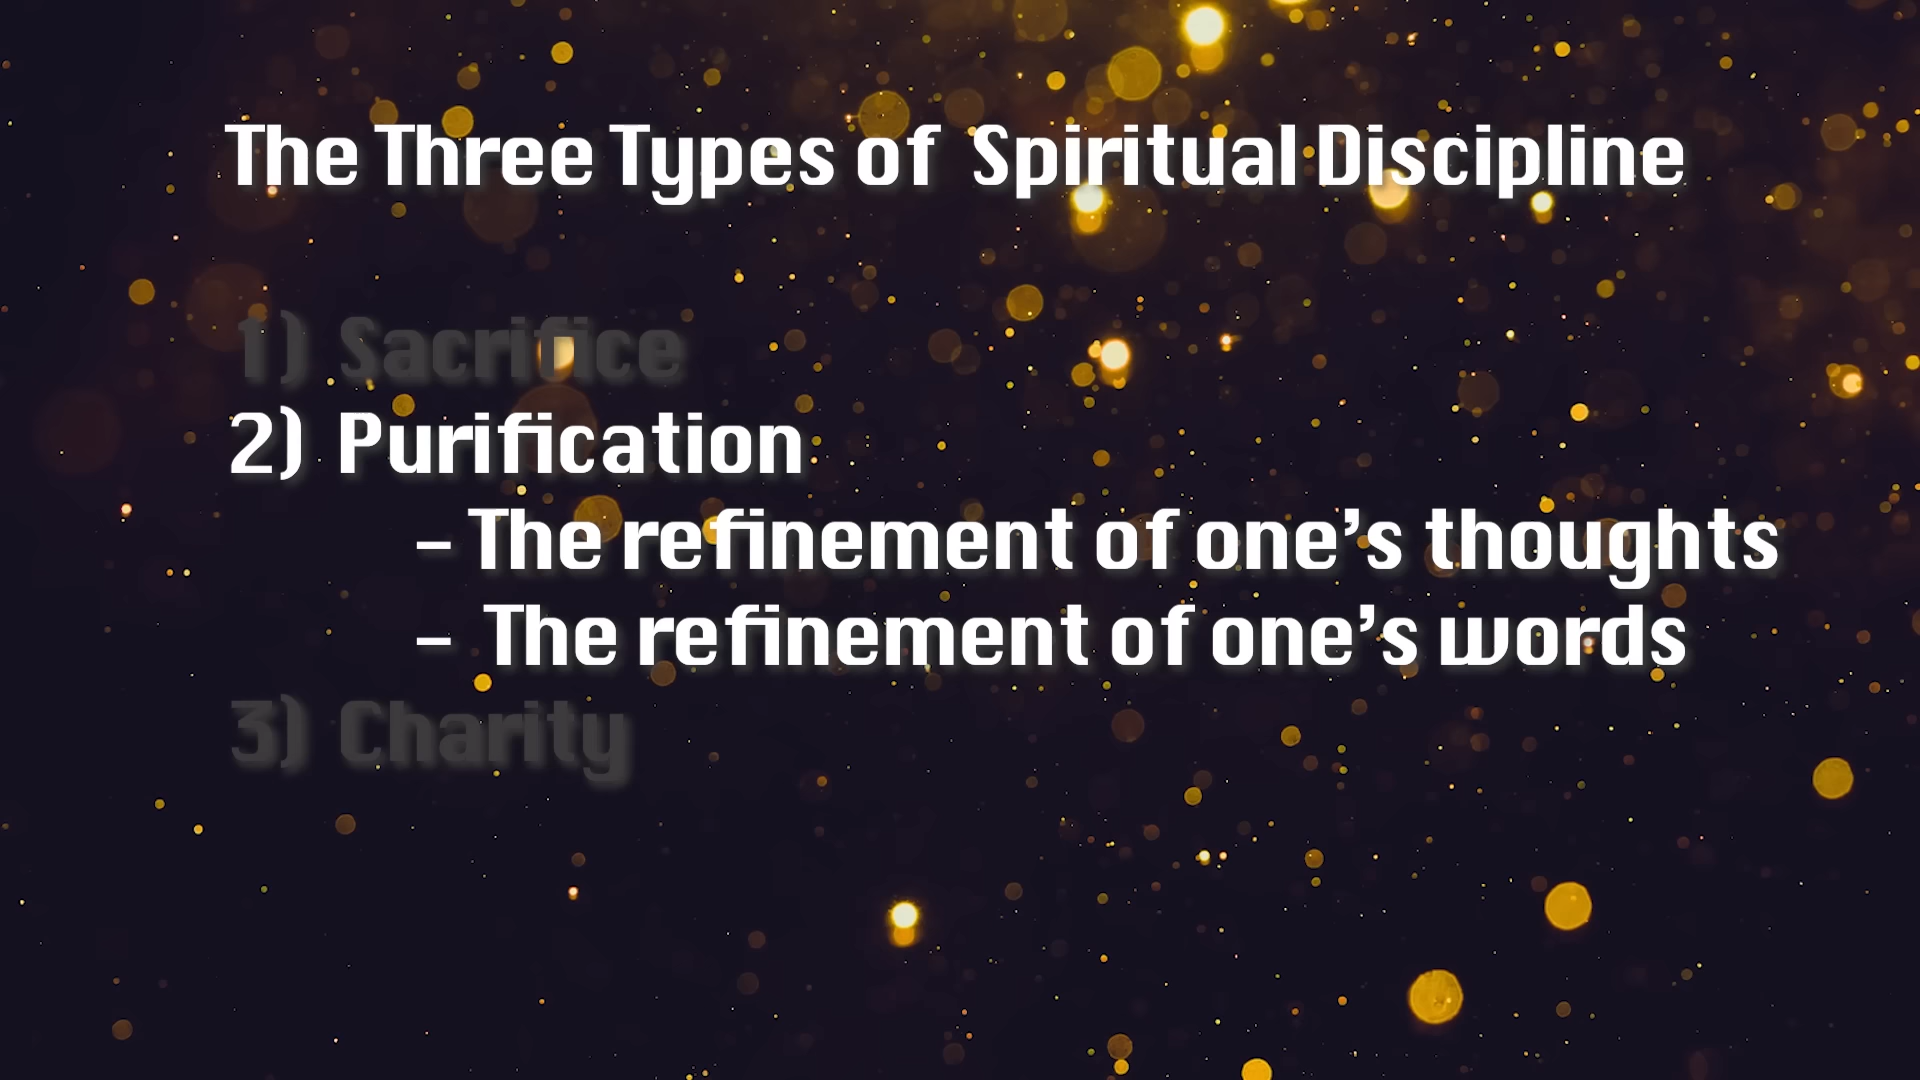 The Three Types of Spiritual Discipline
1) Sacrifice
2) Purification
– The refinement of one’s thoughts
– The refinement of one’s words
3) Charity